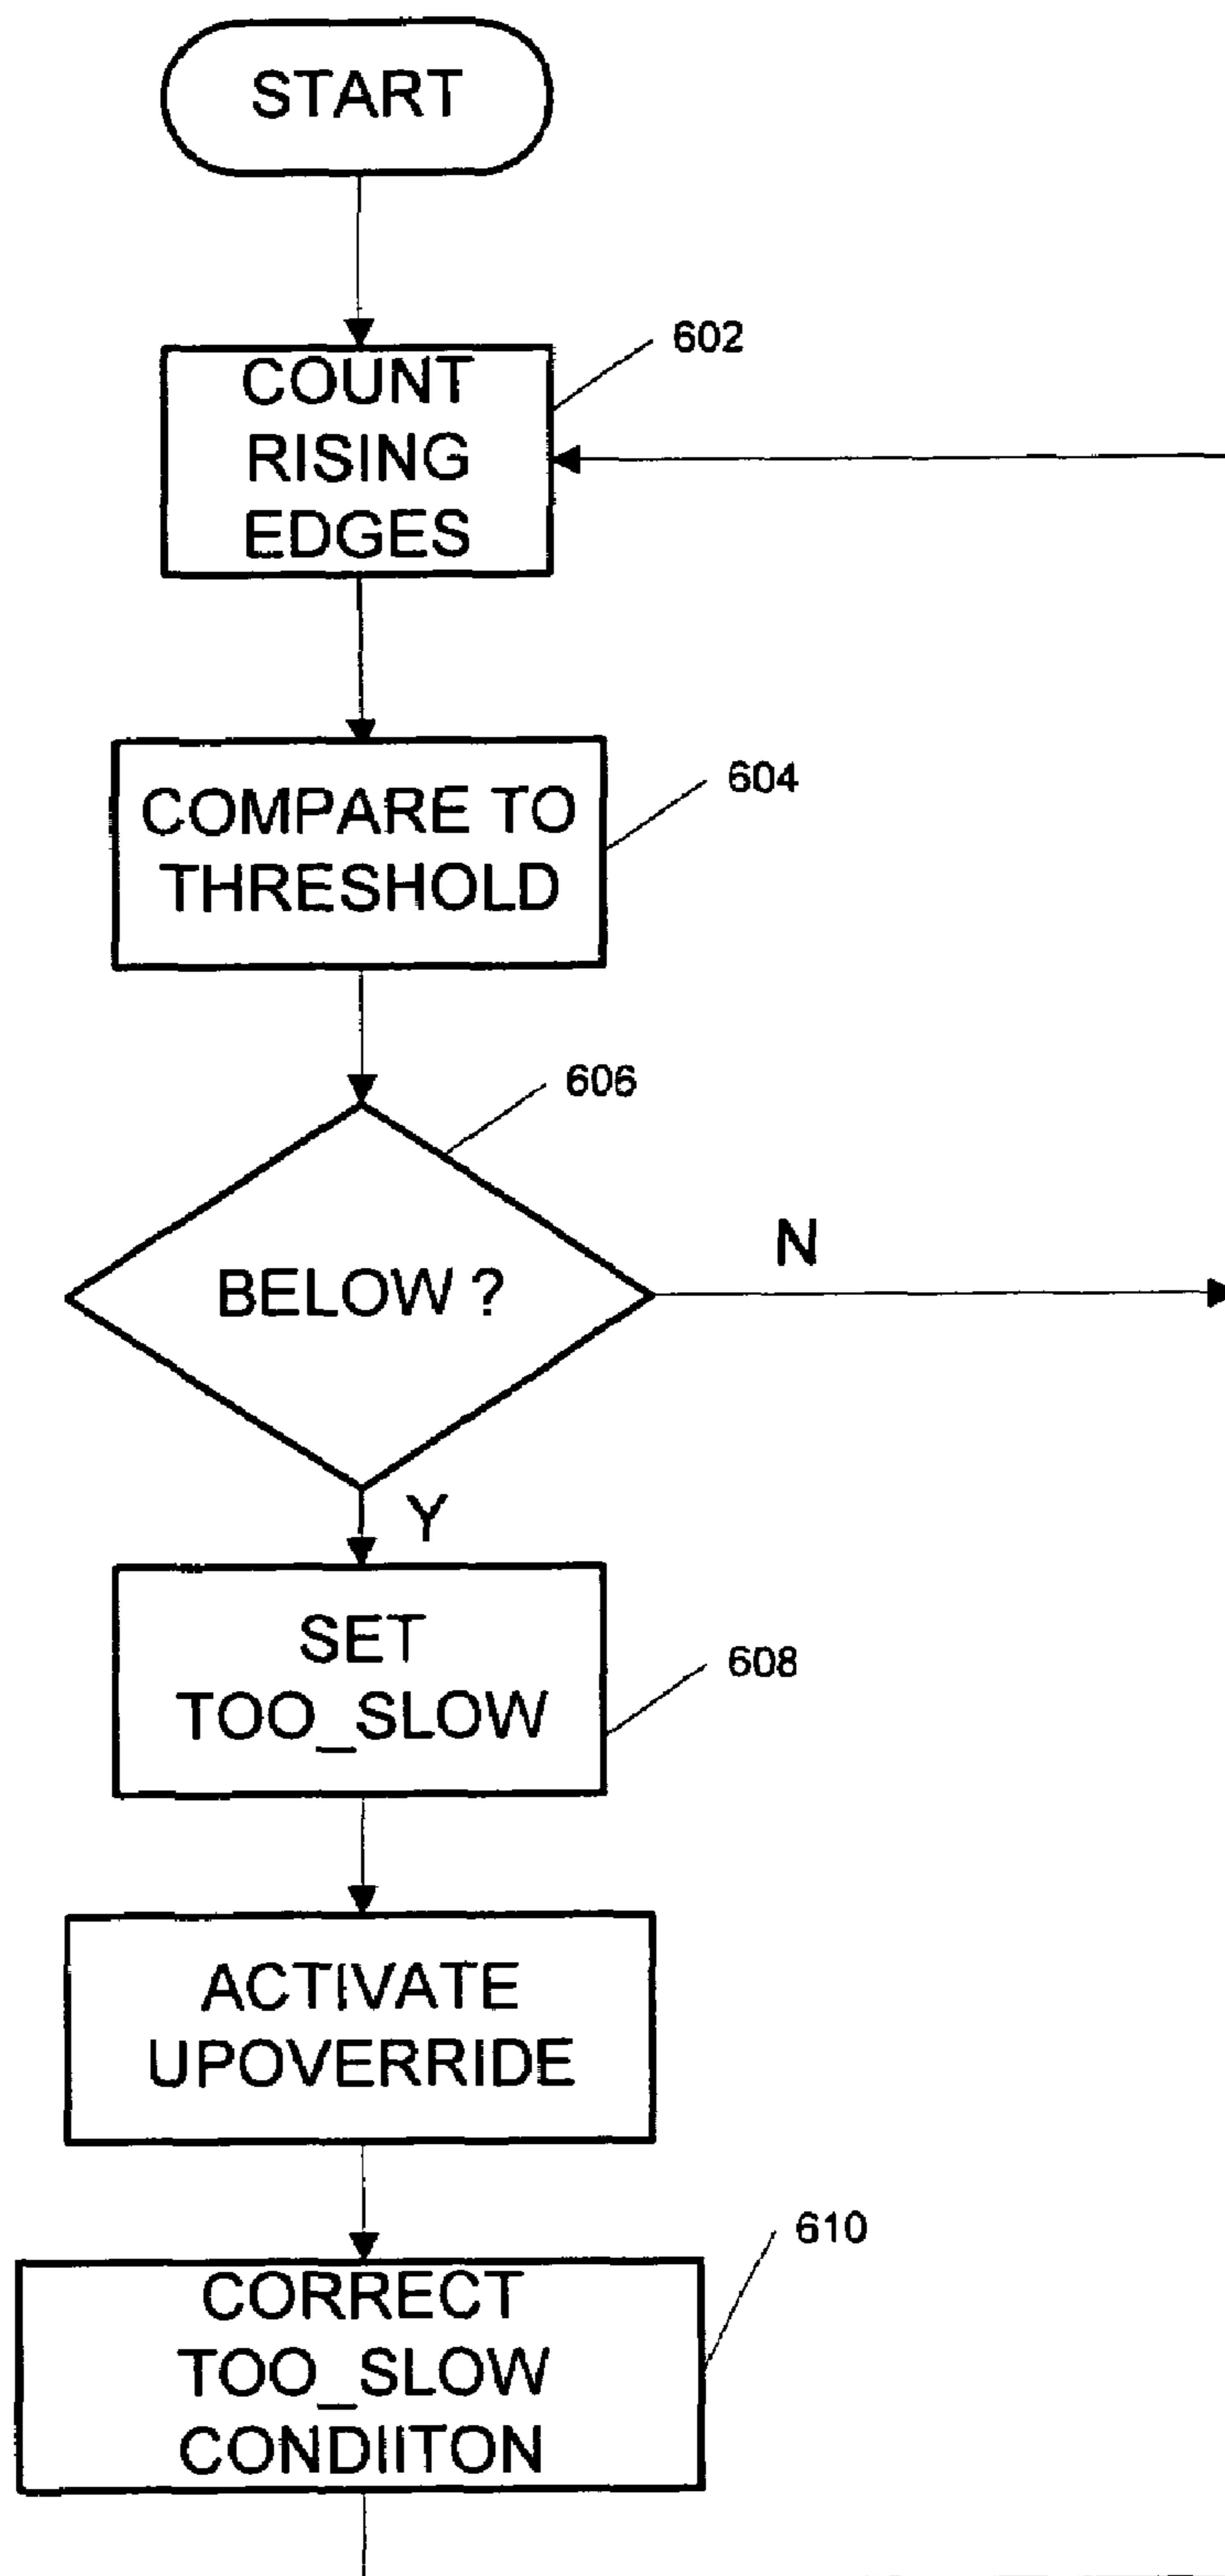 START
602
COUNT
RISING
EDGES
604
COMPARE TO
THRESHOLD
606
BELOW ?
N
Y
SET
TOO_SLOW
608
ACTIVATE
UPOVERRIDE
610
CORRECT
TOO_SLOW
CONDIITON